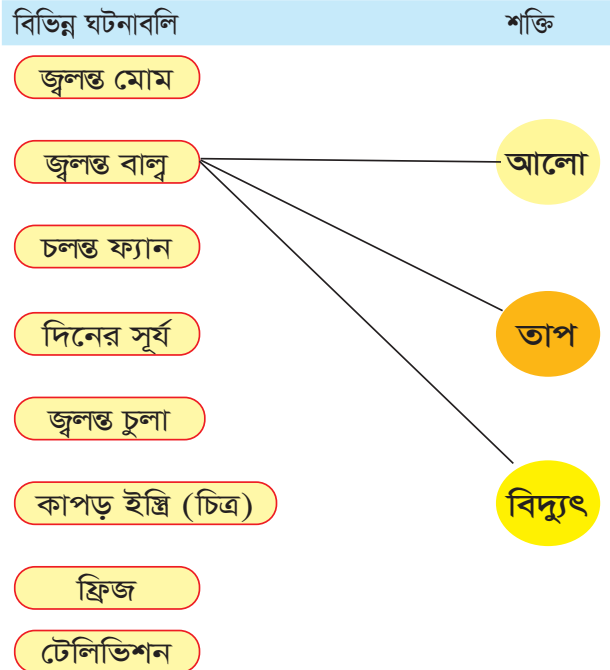 বিভিন্ন ঘটনাবলি শক্তি
জ্বলন্ত মোম
জ্বলন্ত বাল্ব আলো
চলন্ত ফ্যান
দিনের সূর্য তাপ
জ্বলন্ত চুলা
কাপড় ইস্ত্রি (চিত্র) বিদ্যুৎ
ফ্রিজ
টেলিভিশন